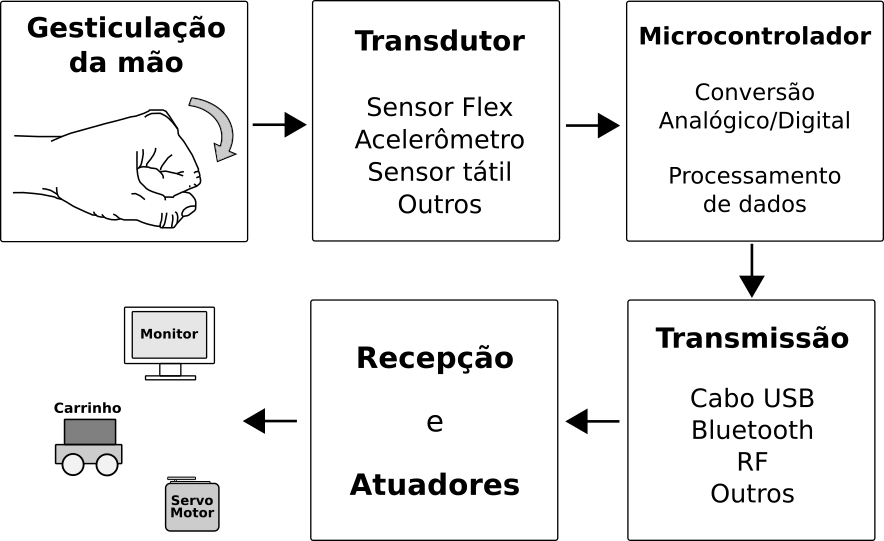 Gesticulação
da mão
Transdutor
Sensor Flex
Acelerômetro
Sensor tátil
Outros
Microcontrolador
Conversão
Analógico/Digital
Processamento
de dados
Transmissão
Cabo USB
Bluetooth
RF
Outros
Recepção
e
Atuadores
Monitor
Carrinho
Servo
Motor